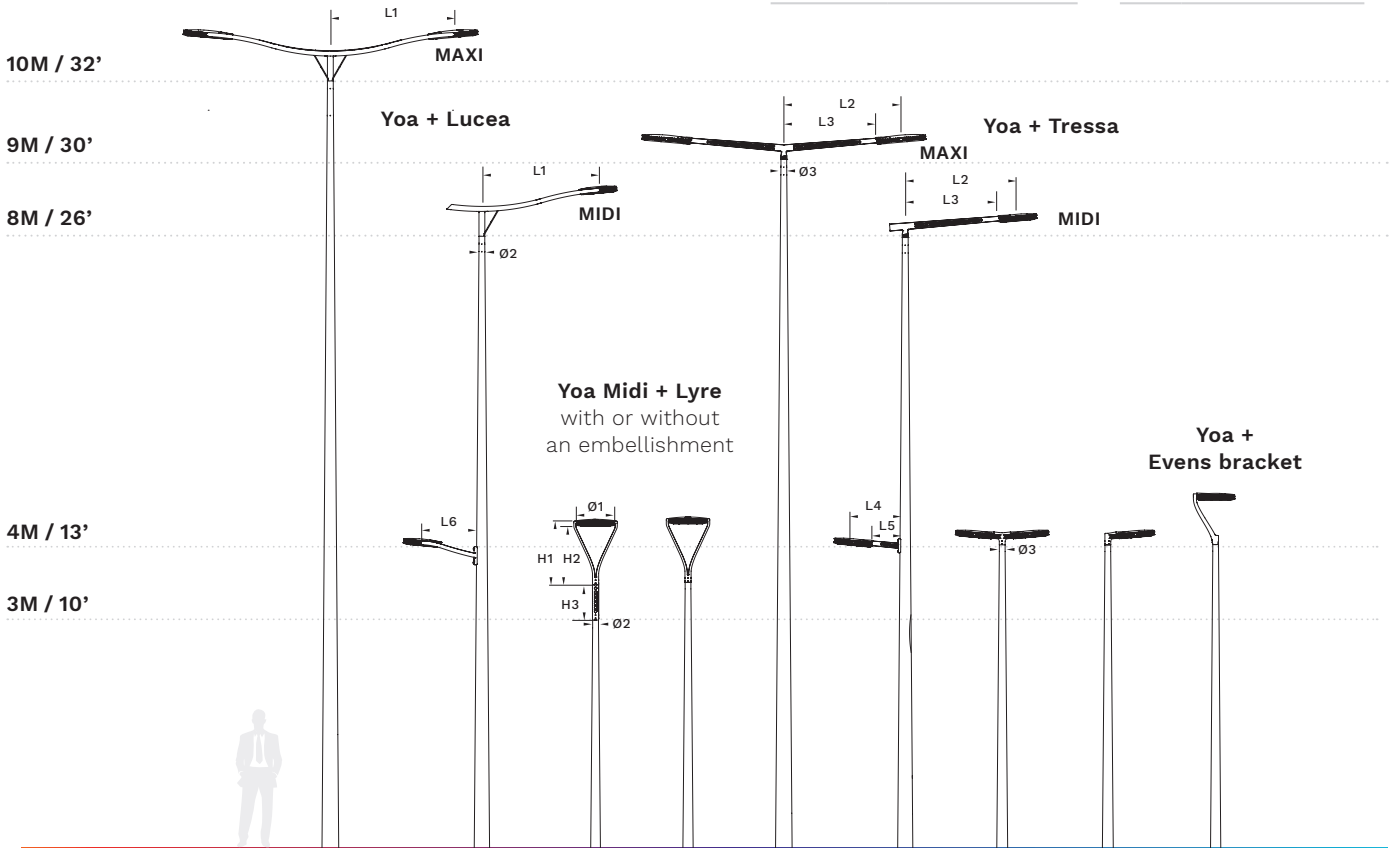 L1
MAXI
10M / 32’
Yoa + Lucea
L2
L3
Yoa + Tressa
9M / 30’
MAXI
Ø3
L1
L2
L3
8M / 26’
MIDI
MIDI
Ø2
Yoa Midi + Lyre
with or without
an embellishment
Yoa +
Evens bracket
4M / 13’
L6
Ø1
H1
H2
L4
L5
Ø3
3M / 10’
H3
Ø2